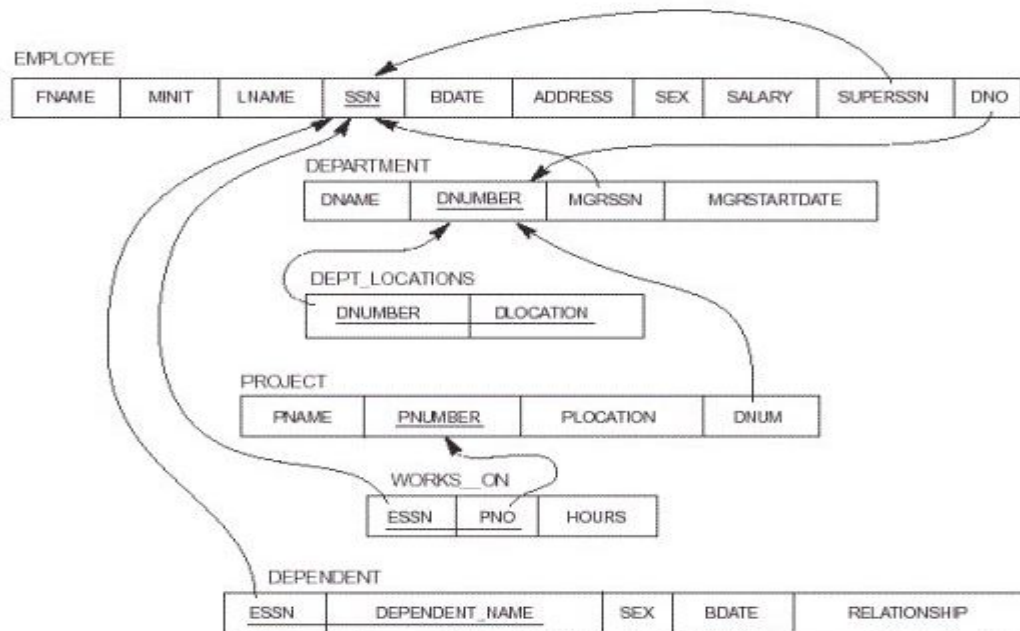 EMPLOYEE
FNAME MINIT LNAME SSN BDATE ADDRESS SEX SALARY SUPERSSN DNO
DEPARTMENT
DNAME DNUMBER MGRSSN MGRSTARTDATE
DEPT_LOCATIONS
DNUMBER DLOCATION
PROJECT
PNAME PNUMBER PLOCATION DNUM
WORKS_ON
ESSN PNO HOURS
DEPENDENT
ESSN DEPENDENT_NAME SEX BDATE RELATIONSHIP